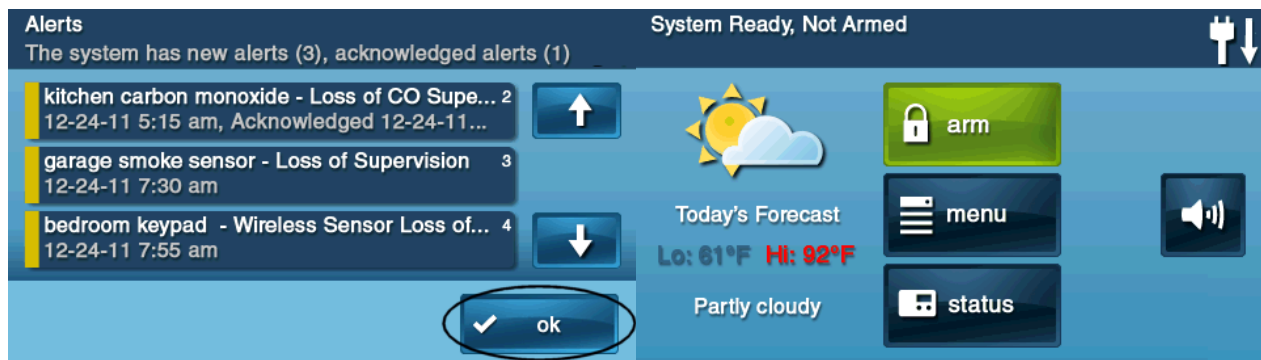 Alerts
The system has new alerts (3), acknowledged alerts (1)
kitchen carbon monoxide - Loss of CO Supe... 2
12-24-11 5:15 am, Acknowledged 12-24-11...
garage smoke sensor - Loss of Supervision 3
12-24-11 7:30 am
bedroom keypad - Wireless Sensor Loss of... 4
12-24-11 7:55 am
ok
System Ready, Not Armed
arm
Today's Forecast
menu
Lo: 61°F Hi: 92°F
Partly cloudy
status